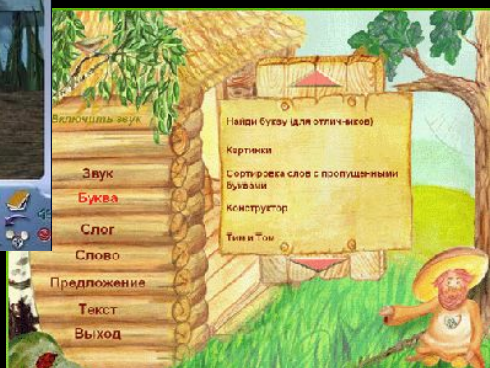 Включить звук
Звук
Буква
Слог
Слово
Предложение
Текст
Выход
Найди букву (для отличников)
Картинки
Сортировка слов с пропущенными
буквами
Конструктор
Тим и Том